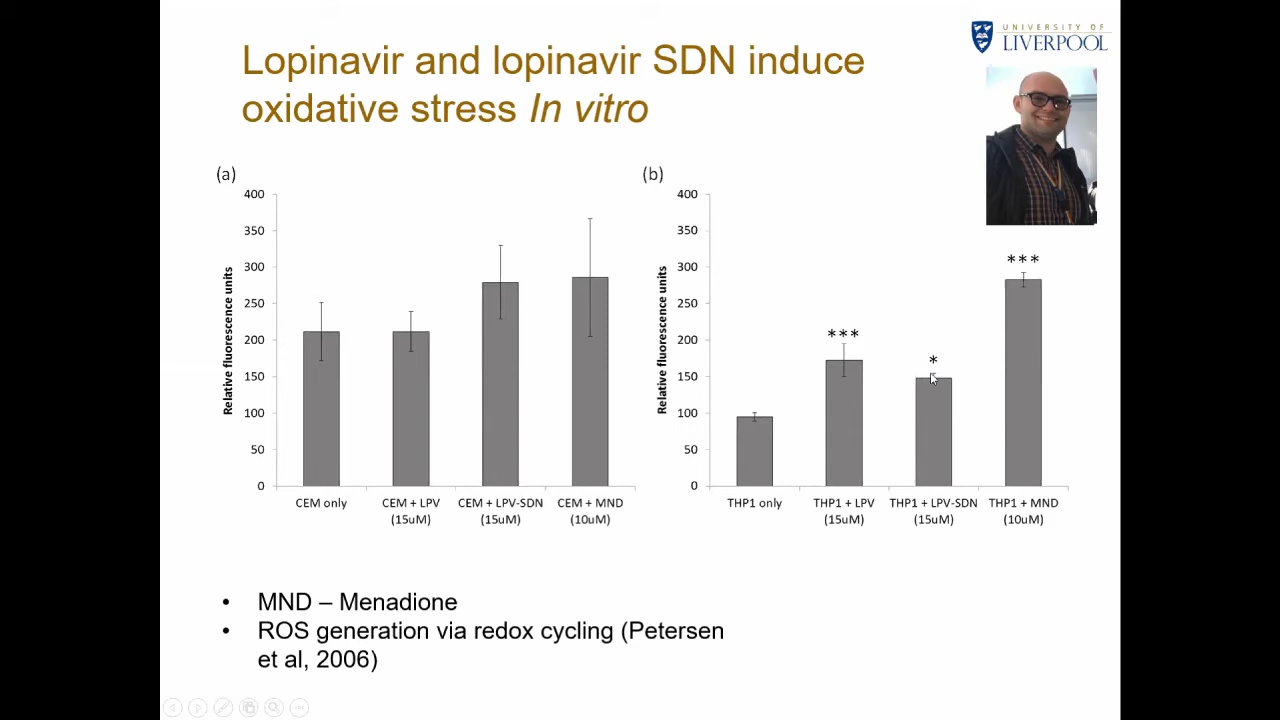 Lopinavir and lopinavir SDN induce
oxidative stress In vitro
UNIVERSITY OF
LIVERPOOL
(a)
400
350
300
250
200
150
100
50
0
Relative fluorescence units
CEM only
CEM + LPV
(15uM)
CEM + LPV-SDN
(15uM)
CEM + MND
(10uM)
(b)
400
350
300
250
200
150
100
50
0
Relative fluorescence units
***
*
***
THP1 only
THP1 + LPV
(15uM)
THP1 + LPV-SDN
(15uM)
THP1 + MND
(10uM)
• MND – Menadione
• ROS generation via redox cycling (Petersen
et al, 2006)